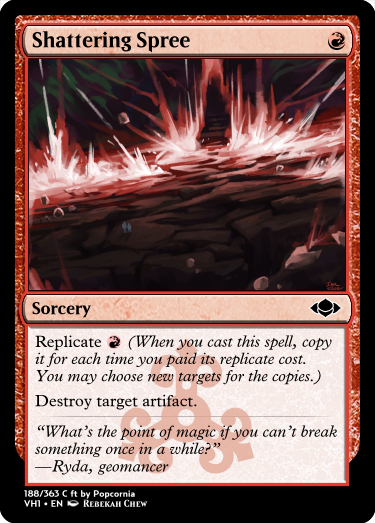 Shattering Spree
Sorcery
Replicate (When you cast this spell, copy
it for each time you paid its replicate cost.
You may choose new targets for the copies.)
Destroy target artifact.
"What's the point of magic if you can't break
something once in a while?"
—Ryda, geomancer
188/363 C ft by Popcornia
VH1 • EN Rebekah Chew